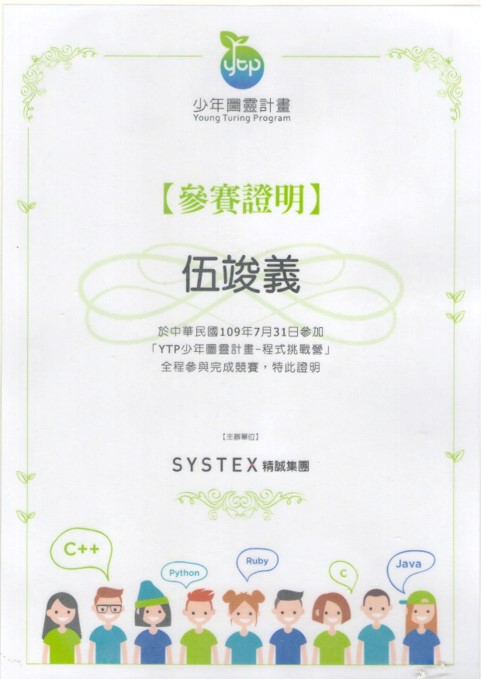 ytp
少年圖靈計畫
Young Turing Program
【參賽證明】
伍竣義
於中華民國109年7月31日參加
「YTP少年圖靈計畫-程式挑戰營」
全程參與完成競賽，特此證明
【主辦單位】
SYSTEX 精誠集團
C++
Python
Ruby
C
Java